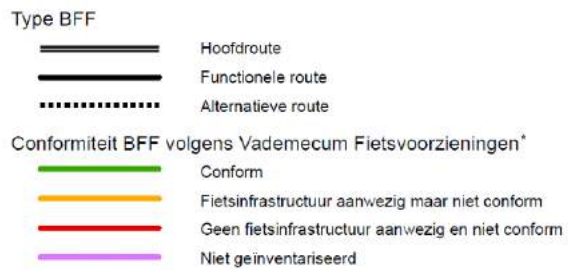 Type BFF
Hoofdroute
Functionele route
Alternatieve route
Conformiteit BFF volgens Vademecum Fietsvoorzieningen*
Conform
Fietsinfrastructuur aanwezig maar niet conform
Geen fietsinfrastructuur aanwezig en niet conform
Niet geïnventariseerd